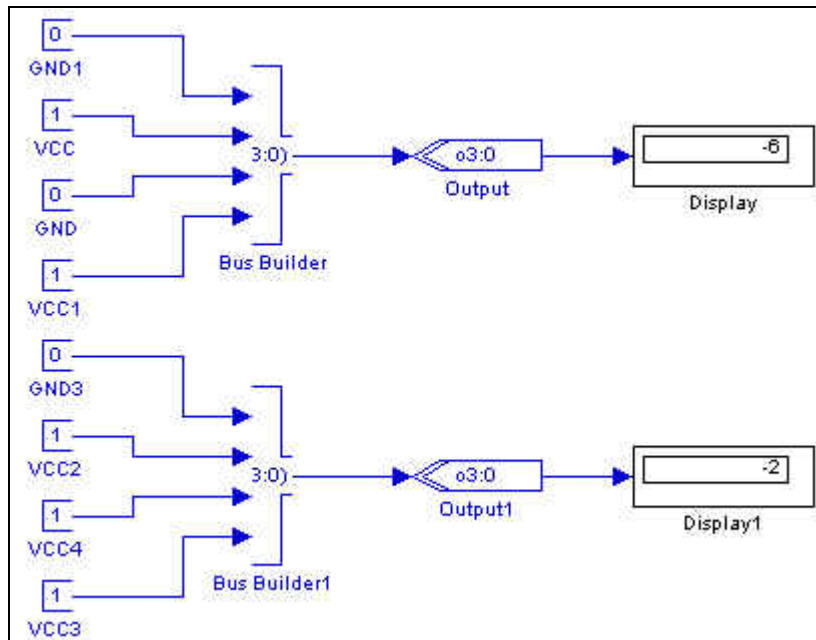 0
GND1
1
VCC
3:0)
o3:0
-6
0
GND
Output
Display
Bus Builder
1
VCC1
0
GND3
1
VCC2
3:0)
o3:0
-2
1
VCC4
Output1
Display1
Bus Builder1
1
VCC3